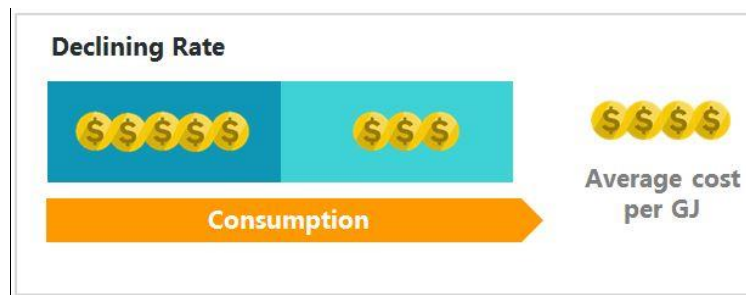 Declining Rate
$$$$$
$$$
$$$$
Average cost
per GJ
Consumption